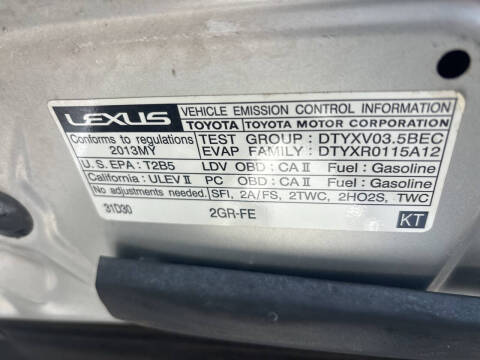 LEXUS VEHICLE EMISSION CONTROL INFORMATION
TOYOTA TOYOTA MOTOR CORPORATION
Conforms to regulations TEST GROUP : DTYXV03.5BEC
2013MY EVAP FAMILY : DTYXR0115A12
U.S. EPA : T2B5 LDV OBD : CA II Fuel : Gasoline
California : ULEV II PC OBD : CA II Fuel : Gasoline
No adjustments needed. SFI, 2A/FS, 2TWC, 2HO2S, TWC
31D30 2GR-FE KT